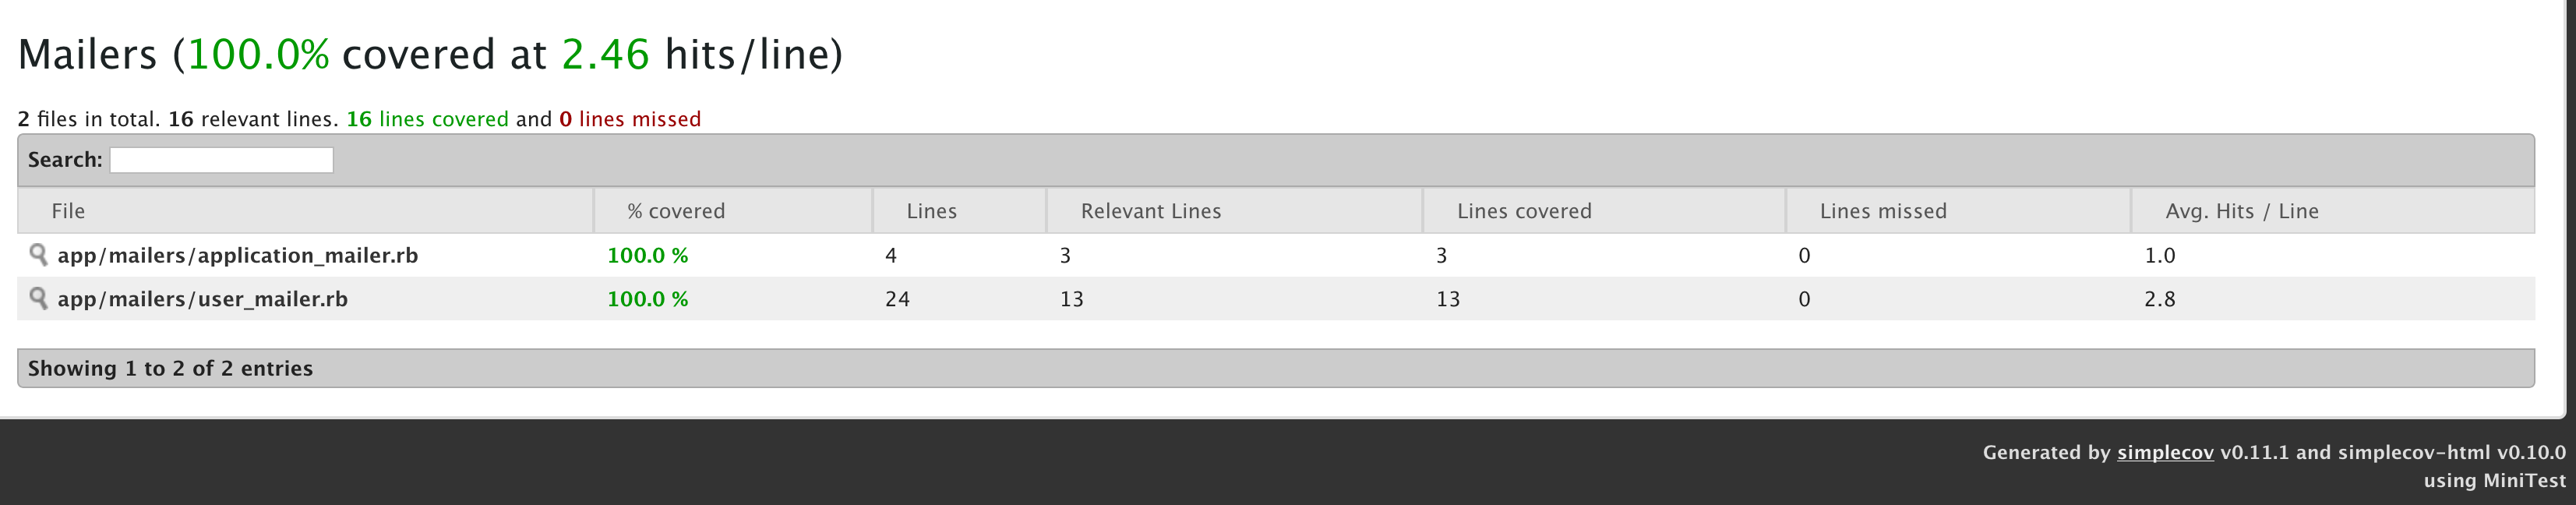 Mailers (100.0% covered at 2.46 hits/line)
2 files in total. 16 relevant lines. 16 lines covered and 0 lines missed
Search:
File % covered Lines Relevant Lines Lines covered Lines missed Avg. Hits / Line
app/mailers/application_mailer.rb 100.0 % 4 3 3 0 1.0
app/mailers/user_mailer.rb 100.0 % 24 13 13 0 2.8
Showing 1 to 2 of 2 entries
Generated by simplecov v0.11.1 and simplecov-html v0.10.0
using MiniTest